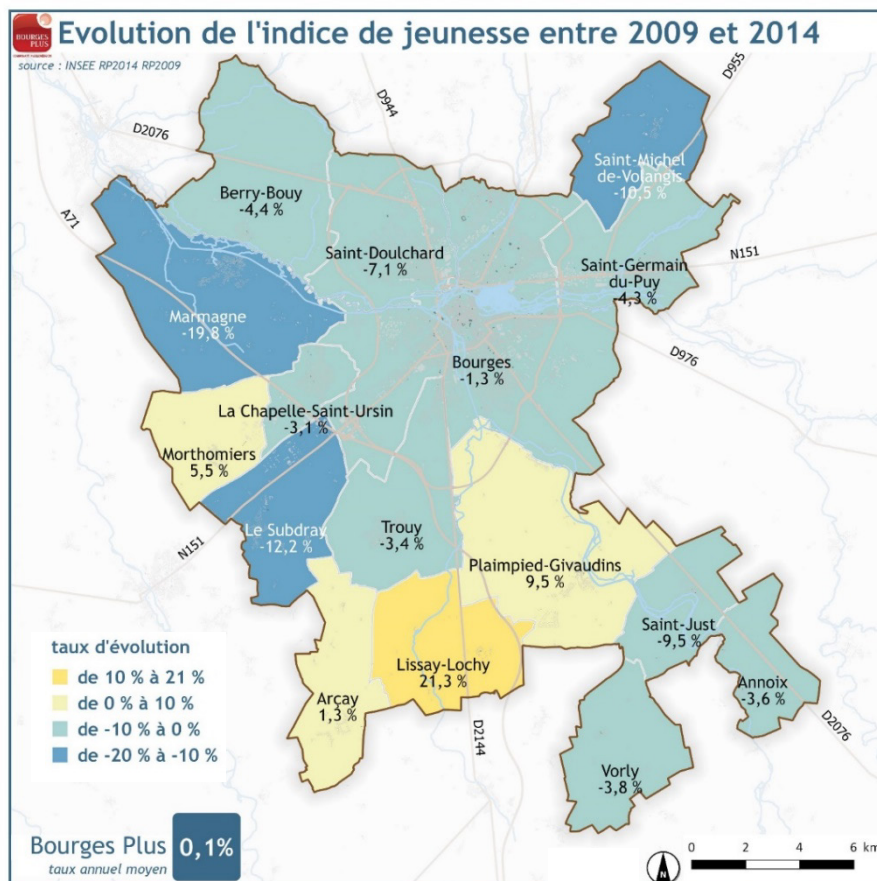 BOURGES
PLUS
Evolution de l'indice de jeunesse entre 2009 et 2014
source : INSEE RP2014 RP2009
D955
D944
D2076
Saint-Michel
de-Volangis
-10,5 %
Berry-Bouy
-4,4 %
A71
Saint-Doulchard
-7,1 %
N151
Saint-Germain
du-Puy
-4,3 %
Marmagne
-19,8 %
D976
Bourges
-1,3 %
La Chapelle-Saint-Ursin
-3,1 %
Morthomiers
5,5 %
Le Subdray
-12,2 %
Trouy
-3,4 %
N151
Plaimpied-Givaudins
9,5 %
Saint-Just
-9,5 %
taux d'évolution
de 10 % à 21 %
de 0 % à 10 %
de -10 % à 0 %
de -20 % à -10 %
Lissay-Lochy
21,3 %
Arçay
1,3 %
Annoix
-3,6 %
D2144
D2076
Vorly
-3,8 %
Bourges Plus
taux annuel moyen
0,1%
N
0 2 4 6 km